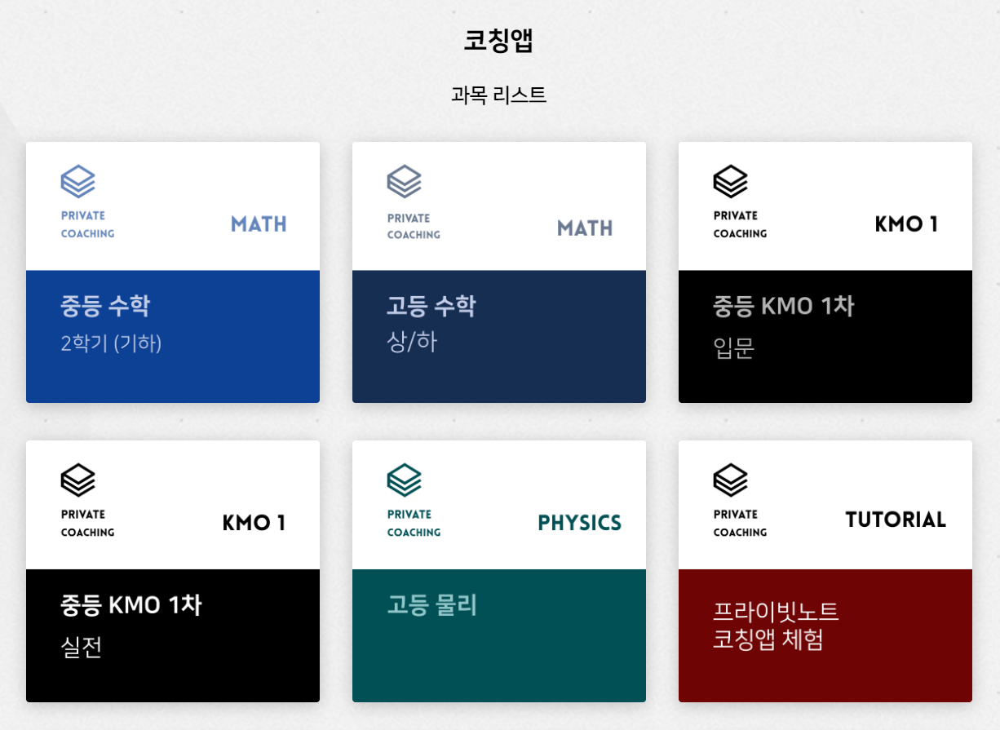 코칭앱
과목 리스트
PRIVATE
COACHING
MATH
중등 수학
2학기 (기하)
PRIVATE
COACHING
MATH
고등 수학
상/하
PRIVATE
COACHING
KMO 1
중등 KMO 1차
입문
PRIVATE
COACHING
KMO 1
중등 KMO 1차
실전
PRIVATE
COACHING
PHYSICS
고등 물리
PRIVATE
COACHING
TUTORIAL
프라이빗노트
코칭앱 체험